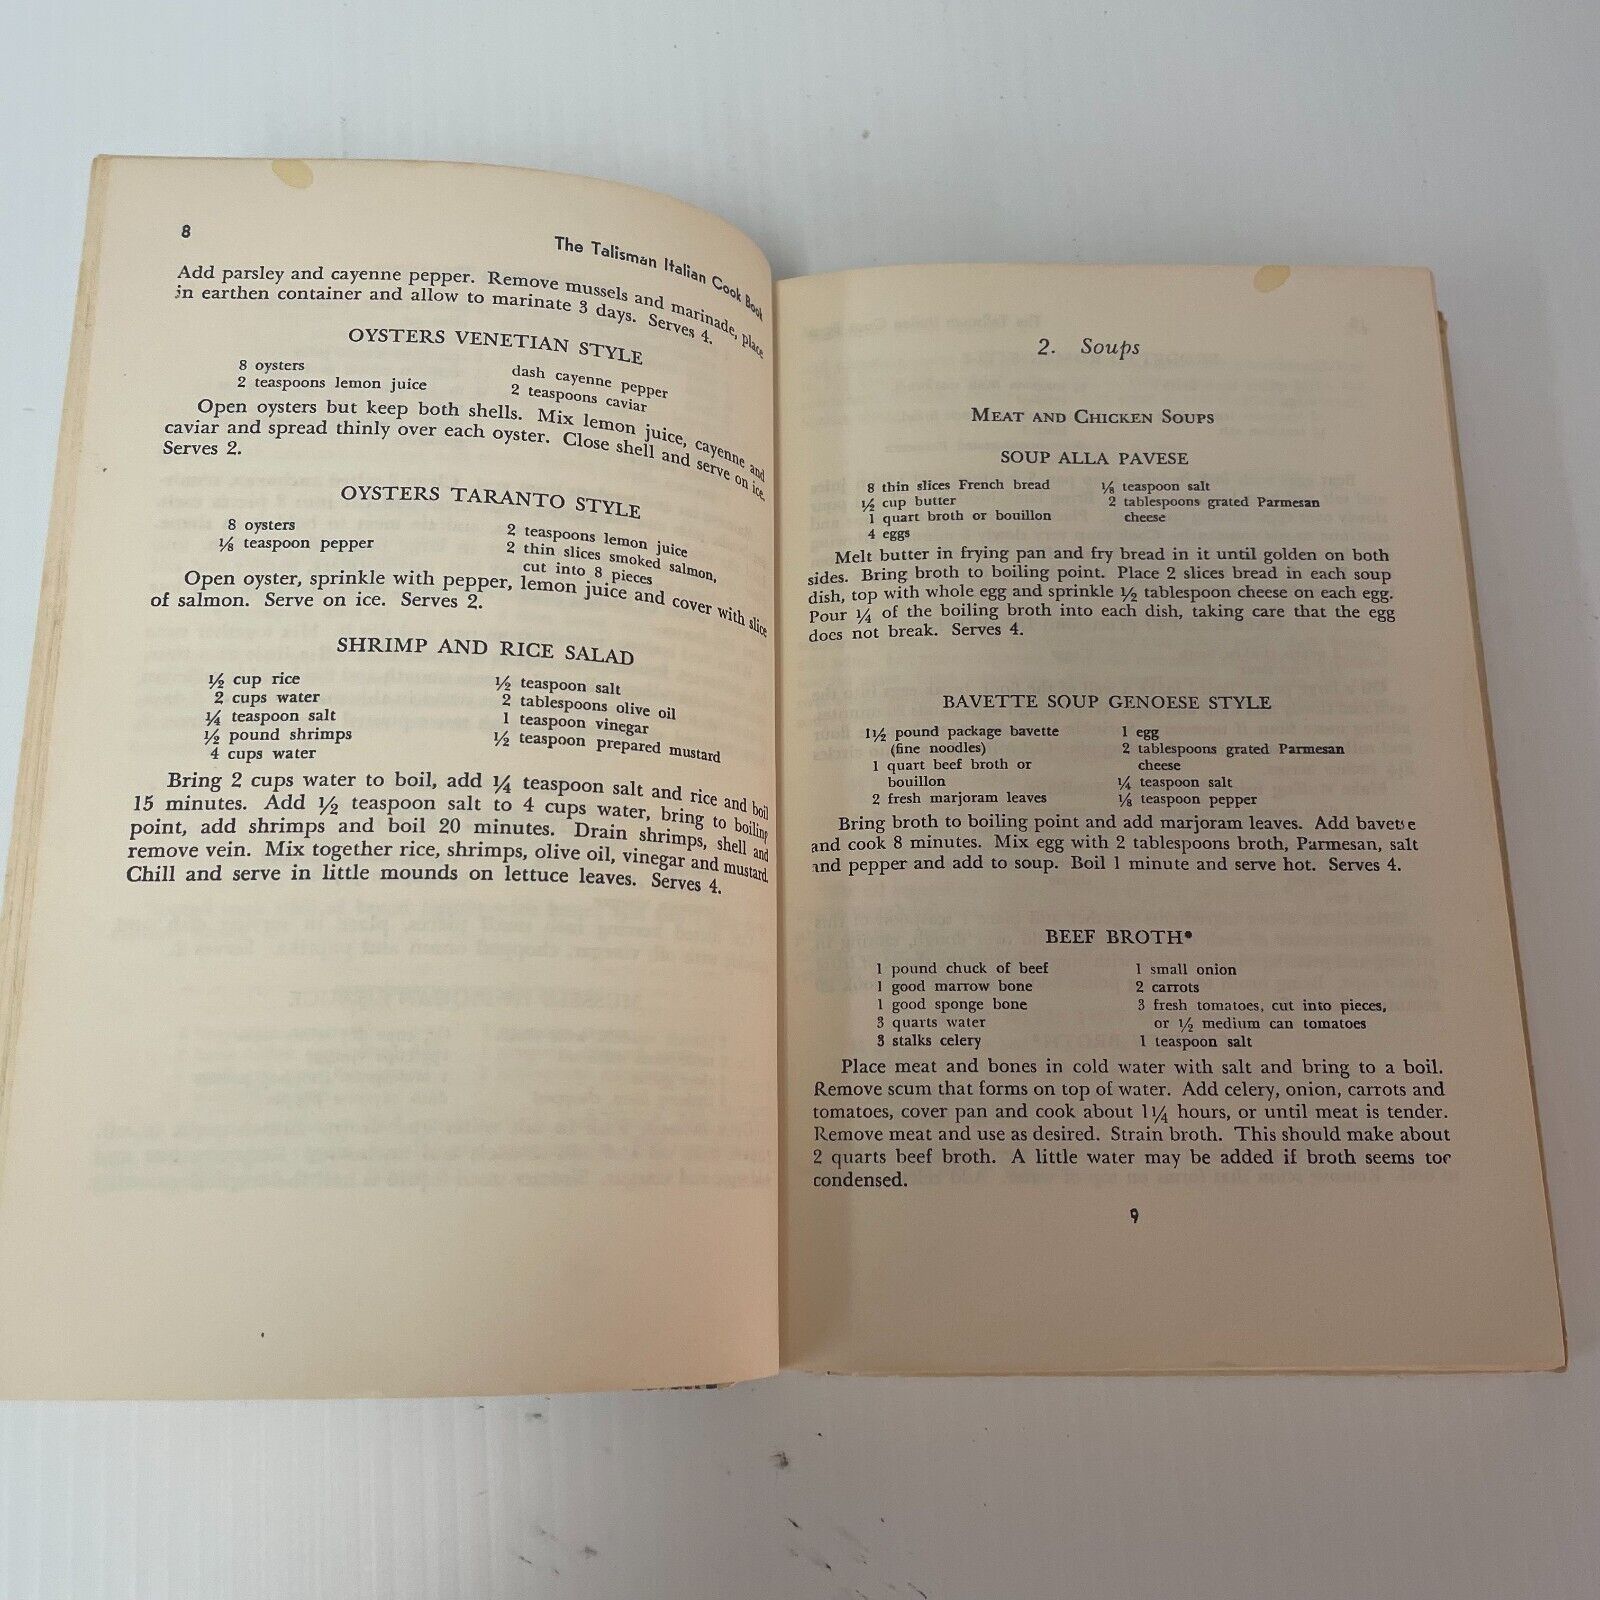 8
The Talisman Italian Cook Book
Add parsley and cayenne pepper. Remove mussels and marinade, place
in earthen container and allow to marinate 3 days. Serves 4.
OYSTERS VENETIAN STYLE
8 oysters
2 teaspoons lemon juice
dash cayenne pepper
2 teaspoons caviar
Open oysters but keep both shells. Mix lemon juice, cayenne and
caviar and spread thinly over each oyster. Close shell and serve on ice.
Serves 2.
OYSTERS TARANTO STYLE
8 oysters
1/8 teaspoon pepper
2 teaspoons lemon juice
2 thin slices smoked salmon,
cut into 8 pieces
Open oyster, sprinkle with pepper, lemon juice and cover with slice
of salmon. Serve on ice. Serves 2.
SHRIMP AND RICE SALAD
1/2 cup rice
2 cups water
1/4 teaspoon salt
1/2 pound shrimps
4 cups water
1/2 teaspoon salt
2 tablespoons olive oil
1 teaspoon vinegar
1/2 teaspoon prepared mustard
Bring 2 cups water to boil, add 1/4 teaspoon salt and rice and boil
15 minutes. Add 1/2 teaspoon salt to 4 cups water, bring to boiling
point, add shrimps and boil 20 minutes. Drain shrimps, shell and
remove vein. Mix together rice, shrimps, olive oil, vinegar and mustard.
Chill and serve in little mounds on lettuce leaves. Serves 4.
2. Soups
MEAT AND CHICKEN SOUPS
SOUP ALLA PAVESE
8 thin slices French bread
1/2 cup butter
1 quart broth or bouillon
4 eggs
1/8 teaspoon salt
2 tablespoons grated Parmesan
cheese
Melt butter in frying pan and fry bread in it until golden on both
sides. Bring broth to boiling point. Place 2 slices bread in each soup
dish, top with whole egg and sprinkle 1/2 tablespoon cheese on each egg.
Pour 1/4 of the boiling broth into each dish, taking care that the egg
does not break. Serves 4.
BAVETTE SOUP GENOESE STYLE
1 1/2 pound package bavette
(fine noodles)
1 quart beef broth or
bouillon
2 fresh marjoram leaves
1 egg
2 tablespoons grated Parmesan
cheese
1/4 teaspoon salt
1/8 teaspoon pepper
Bring broth to boiling point and add marjoram leaves. Add bavette
and cook 8 minutes. Mix egg with 2 tablespoons broth, Parmesan, salt
and pepper and add to soup. Boil 1 minute and serve hot. Serves 4.
BEEF BROTH*
1 pound chuck of beef
1 good marrow bone
1 good sponge bone
3 quarts water
3 stalks celery
1 small onion
2 carrots
3 fresh tomatoes, cut into pieces,
or 1/2 medium can tomatoes
1 teaspoon salt
Place meat and bones in cold water with salt and bring to a boil.
Remove scum that forms on top of water. Add celery, onion, carrots and
tomatoes, cover pan and cook about 1 1/4 hours, or until meat is tender.
Remove meat and use as desired. Strain broth. This should make about
2 quarts beef broth. A little water may be added if broth seems too
condensed.
9